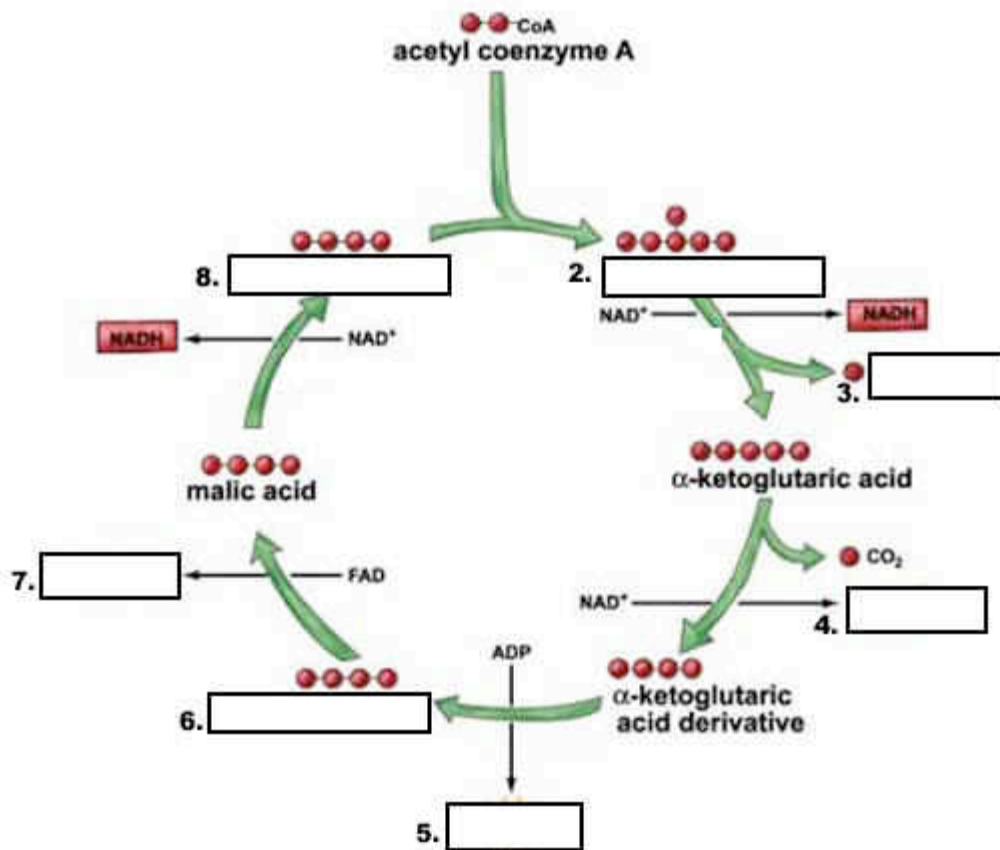 CoA
acetyl coenzyme A
8.
2.
NAD⁺
NADH
NADH
NAD⁺
3.
malic acid
α-ketoglutaric acid
7.
FAD
CO₂
NAD⁺
4.
ADP
6.
α-ketoglutaric
acid derivative
5.